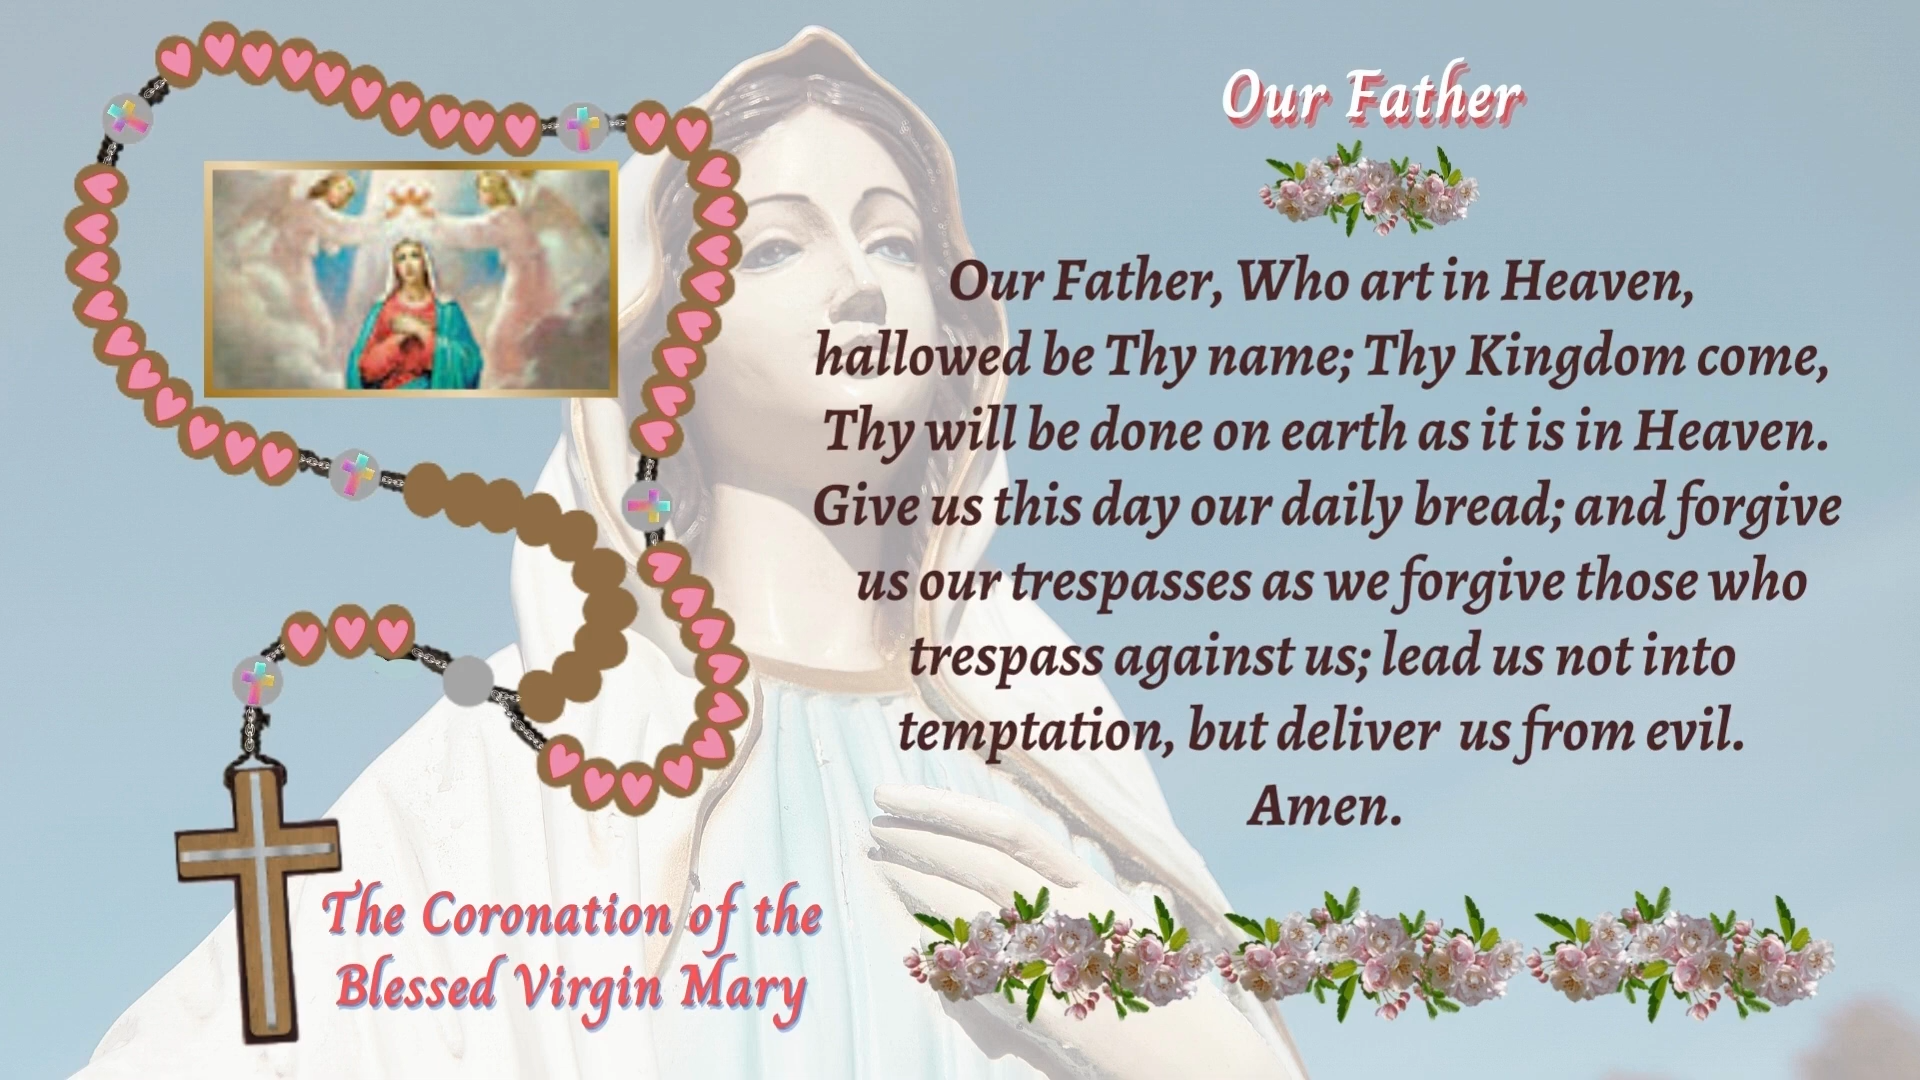 Our Father
Our Father, Who art in Heaven,
hallowed be Thy name; Thy Kingdom come,
Thy will be done on earth as it is in Heaven.
Give us this day our daily bread; and forgive
us our trespasses as we forgive those who
trespass against us; lead us not into
temptation, but deliver  us from evil.
Amen.
The Coronation of the
Blessed Virgin Mary